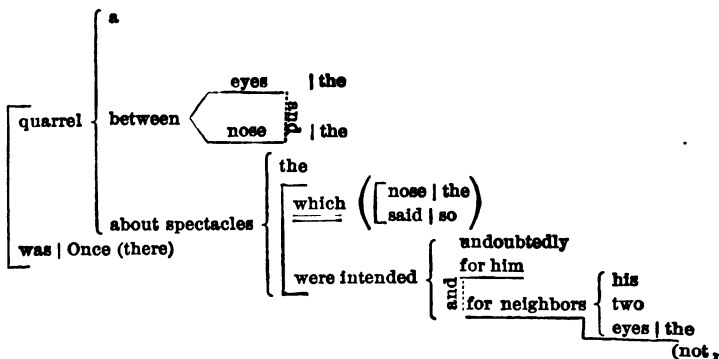 a
eyes | the
between
and
quarrel
nose | the
the
which ( nose | the
said | so )
about spectacles
was | Once (there)
undoubtedly
for him
were intended
and
his
for neighbors
two
eyes | the
(not,